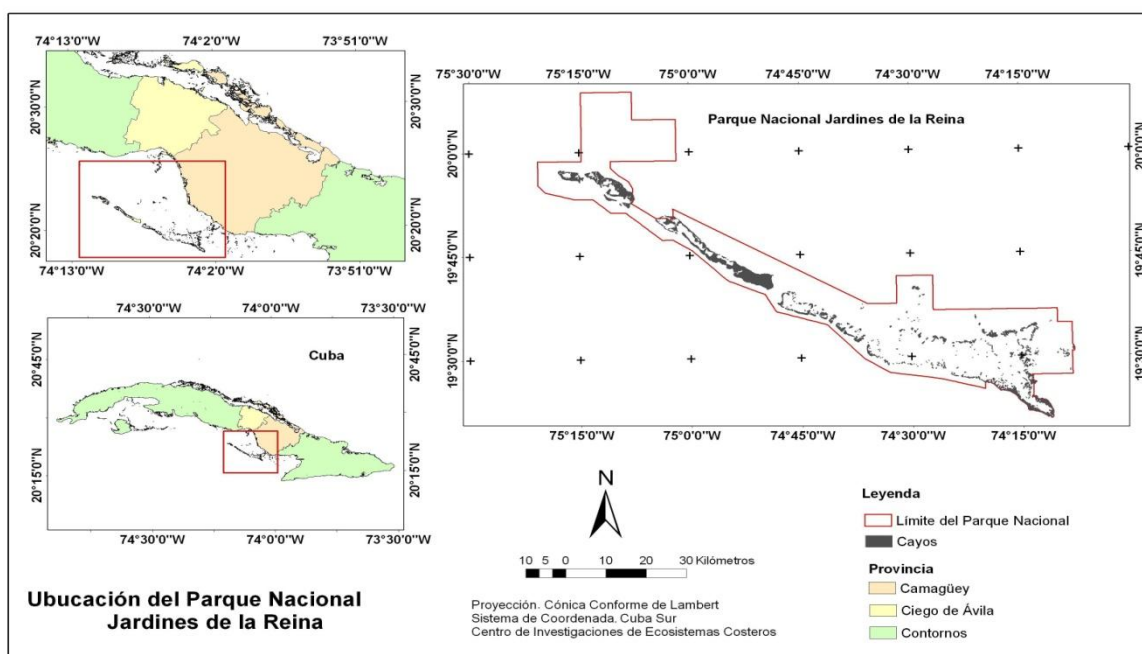 74°13'0"W 74°2'0"W 73°51'0"W
20°30'0"N 20°30'0"N
20°20'0"N 20°20'0"N
74°13'0"W 74°2'0"W 73°51'0"W
74°30'0"W 74°0'0"W
Cuba
20°45'0"N 20°45'0"N
20°15'0"N 20°15'0"N
74°30'0"W 74°0'0"W 73°30'0"W
Ubucación del Parque Nacional
Jardines de la Reina
75°30'0"W 75°15'0"W 75°0'0"W 74°45'0"W 74°30'0"W 74°15'0"W
Parque Nacional Jardines de la Reina
20°0'0"N 20°0'0"N
19°45'0"N 19°45'0"N
19°30'0"N 19°30'0"N
75°15'0"W 75°0'0"W 74°45'0"W 74°30'0"W 74°15'0"W
N
10 5 0 10 20 30 Kilómetros
Proyección. Cónica Conforme de Lambert
Sistema de Coordenada. Cuba Sur
Centro de Investigaciones de Ecosistemas Costeros
Leyenda
Límite del Parque Nacional
Cayos
Provincia
Camagüey
Ciego de Ávila
Contornos